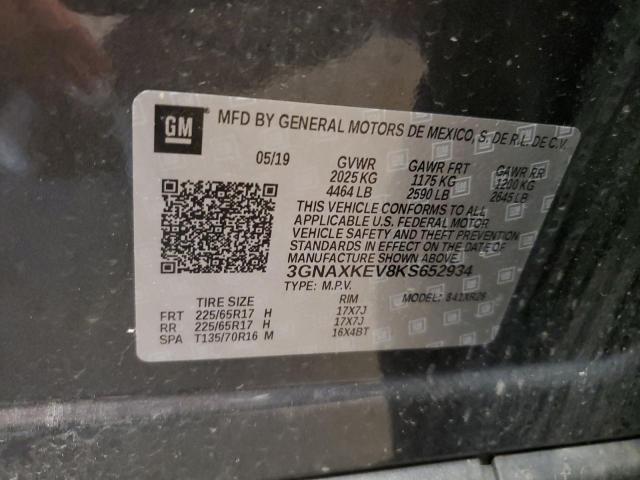 GM
MFD BY GENERAL MOTORS DE MEXICO, S. DE R.L. DE C.V.
05/19 GVWR GAWR FRT GAWR RR
2025 KG 1175 KG 1200 KG
4464 LB 2590 LB 2645 LB
THIS VEHICLE CONFORMS TO ALL
APPLICABLE U.S. FEDERAL MOTOR
VEHICLE SAFETY AND THEFT PREVENTION
STANDARDS IN EFFECT ON THE DATE OF
MANUFACTURE SHOWN ABOVE.
3GNAXKEV8KS652934
TYPE: M.P.V. MODEL: 841XR26
TIRE SIZE RIM
FRT 225/65R17 H 17X7J
RR 225/65R17 H 17X7J
SPA T135/70R16 M 16X4BT